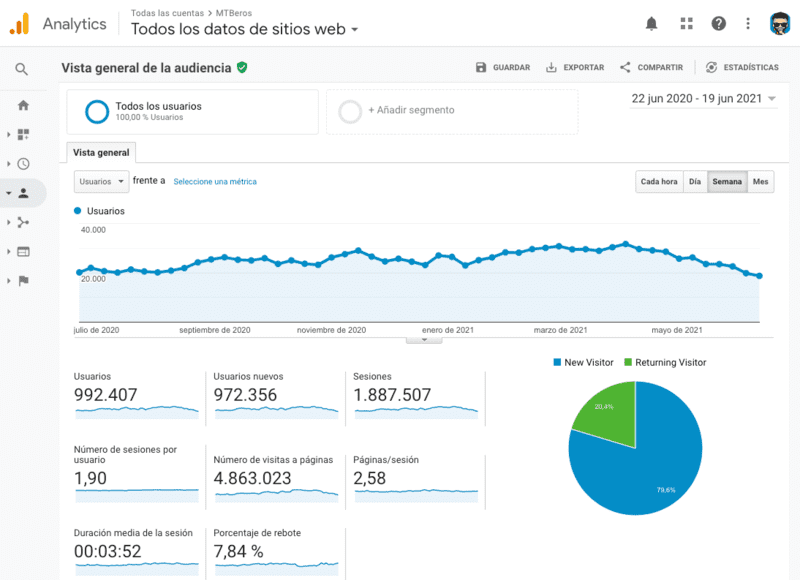 Analytics
Todas las cuentas > MTBeros
Todos los datos de sitios web
Vista general de la audiencia
GUARDAR
EXPORTAR
COMPARTIR
ESTADÍSTICAS
Todos los usuarios
100,00 % Usuarios
+ Añadir segmento
22 jun 2020 - 19 jun 2021
Vista general
Usuarios
frente a
Seleccione una métrica
Cada hora
Día
Semana
Mes
Usuarios
40.000
20.000
julio de 2020
septiembre de 2020
noviembre de 2020
enero de 2021
marzo de 2021
mayo de 2021
New Visitor
Returning Visitor
Usuarios
992.407
Usuarios nuevos
972.356
Sesiones
1.887.507
Número de sesiones por
usuario
1,90
Número de visitas a páginas
4.863.023
Páginas/sesión
2,58
Duración media de la sesión
00:03:52
Porcentaje de rebote
7,84 %
20,4%
79,6%